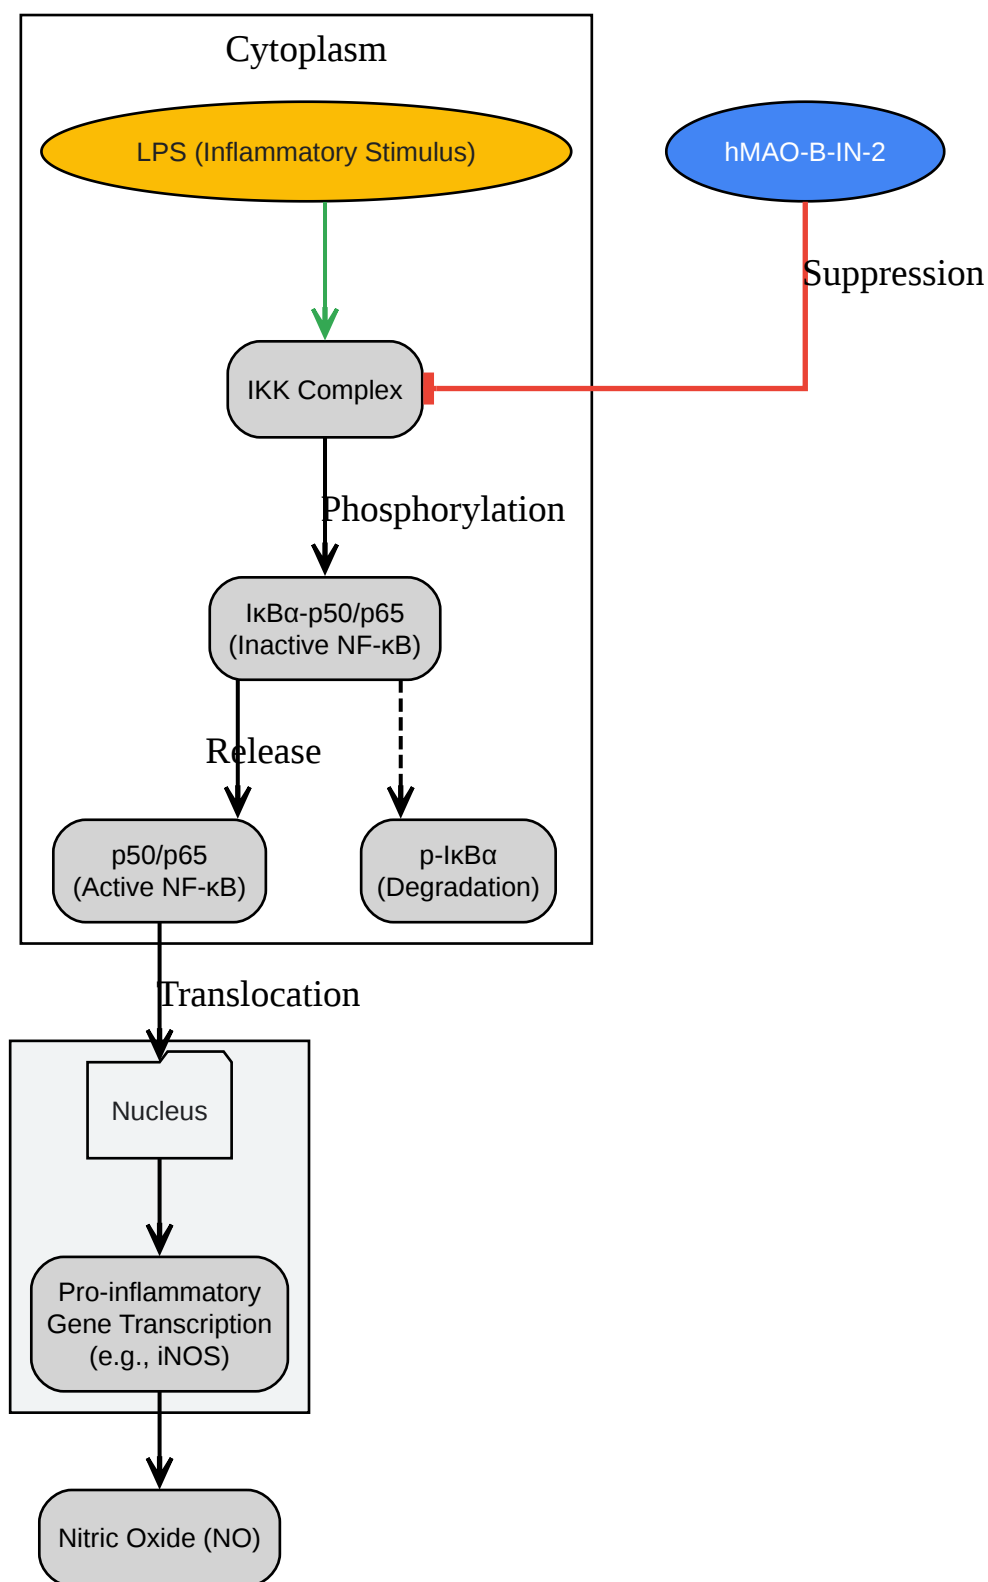 Cytoplasm
LPS (Inflammatory Stimulus)
hMAO-B-IN-2
Suppression
IKK Complex
Phosphorylation
IκBα-p50/p65
(Inactive NF-κB)
Release
p50/p65
(Active NF-κB)
p-IκBα
(Degradation)
Translocation
Nucleus
Pro-inflammatory
Gene Transcription
(e.g., iNOS)
Nitric Oxide (NO)